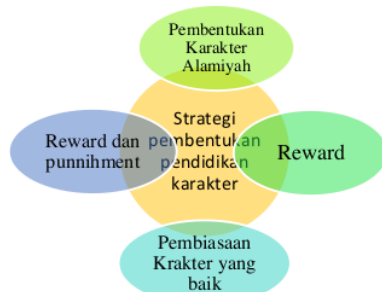 Pembentukan
Karakter
Alamiyah
Strategi
pembentukan
pendidikan
karakter
Reward dan
punnihment
Reward
Pembiasaan
Krakter yang
baik